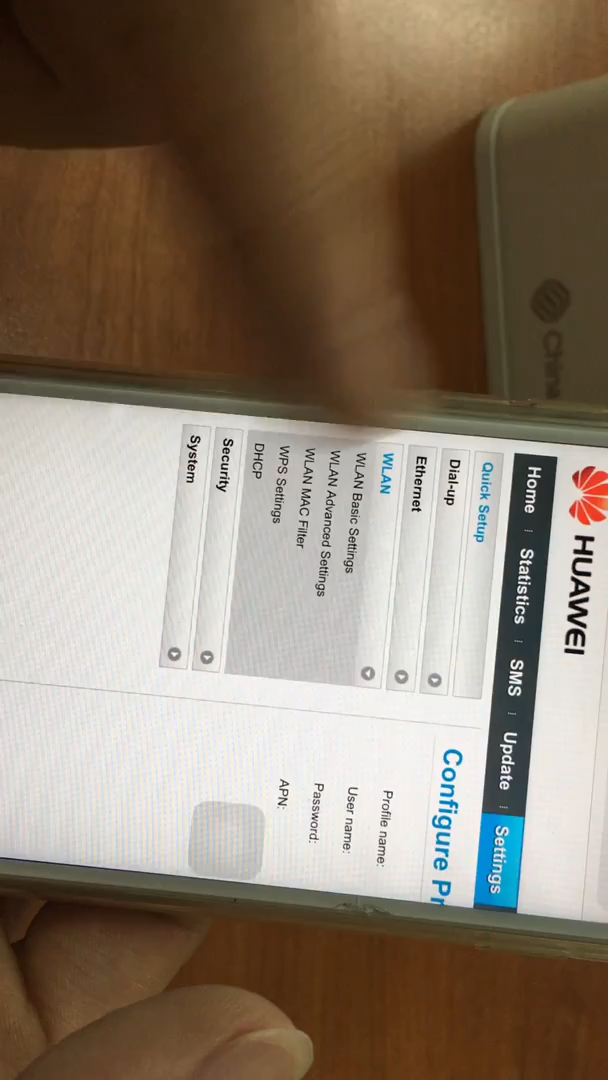 China
HUAWEI
Home
Statistics
SMS
Update
Settings
Quick Setup
Dial-up
Ethernet
WLAN
WLAN Basic Settings
WLAN Advanced Settings
WLAN MAC Filter
WPS Settings
DHCP
Security
System
Configure Pr
Profile name:
User name:
Password:
APN: